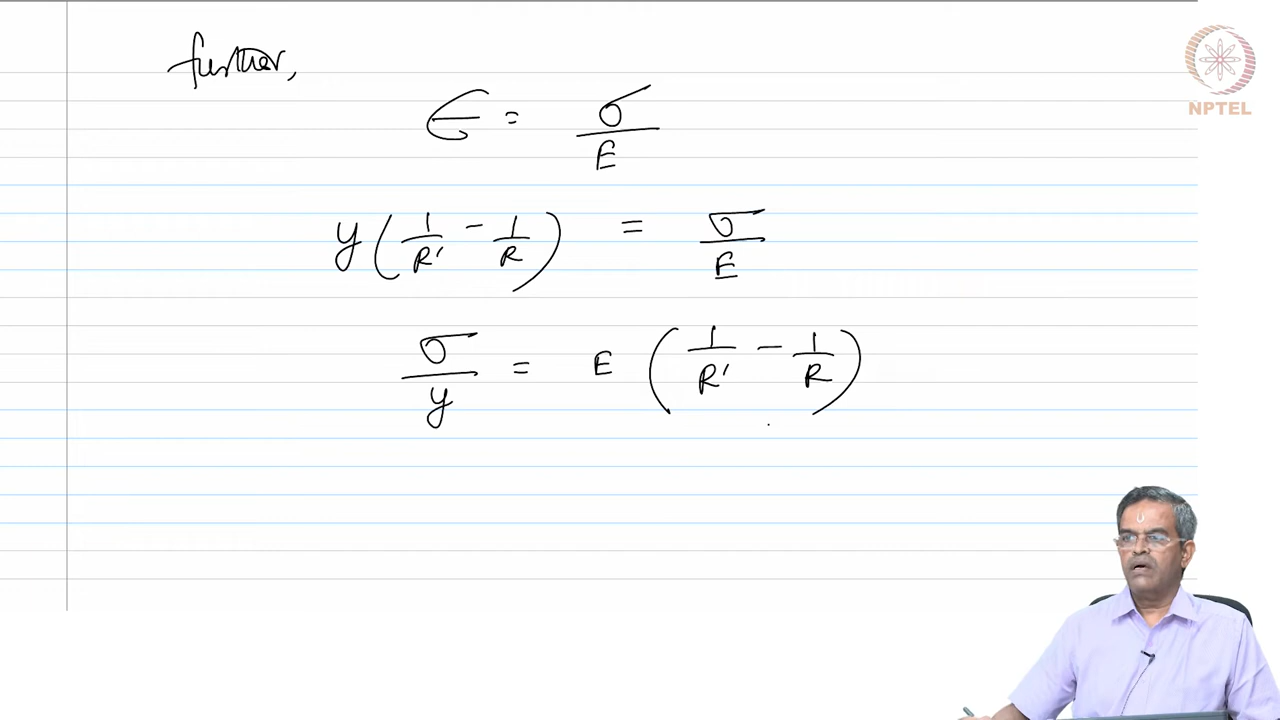 further,
NPTEL
ϵ = σ/E
y(1/R' - 1/R) = σ/E
σ/y = E (1/R' - 1/R)